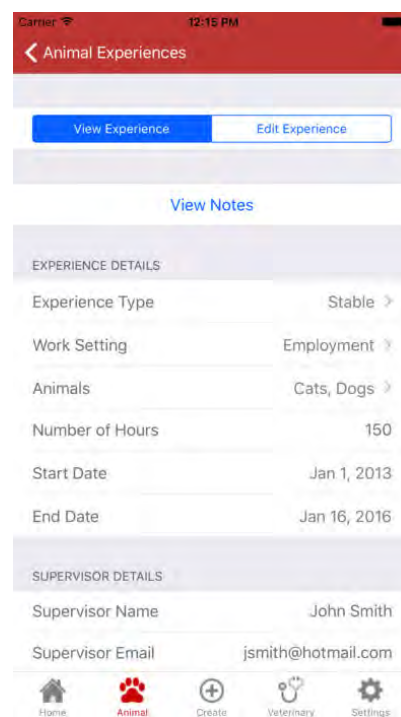 Carrier 12:15 PM
Animal Experiences
View Experience Edit Experience
View Notes
EXPERIENCE DETAILS
Experience Type Stable
Work Setting Employment
Animals Cats, Dogs
Number of Hours 150
Start Date Jan 1, 2013
End Date Jan 16, 2016
SUPERVISOR DETAILS
Supervisor Name John Smith
Supervisor Email jsmith@hotmail.com
Home Animal Create Veterinary Settings